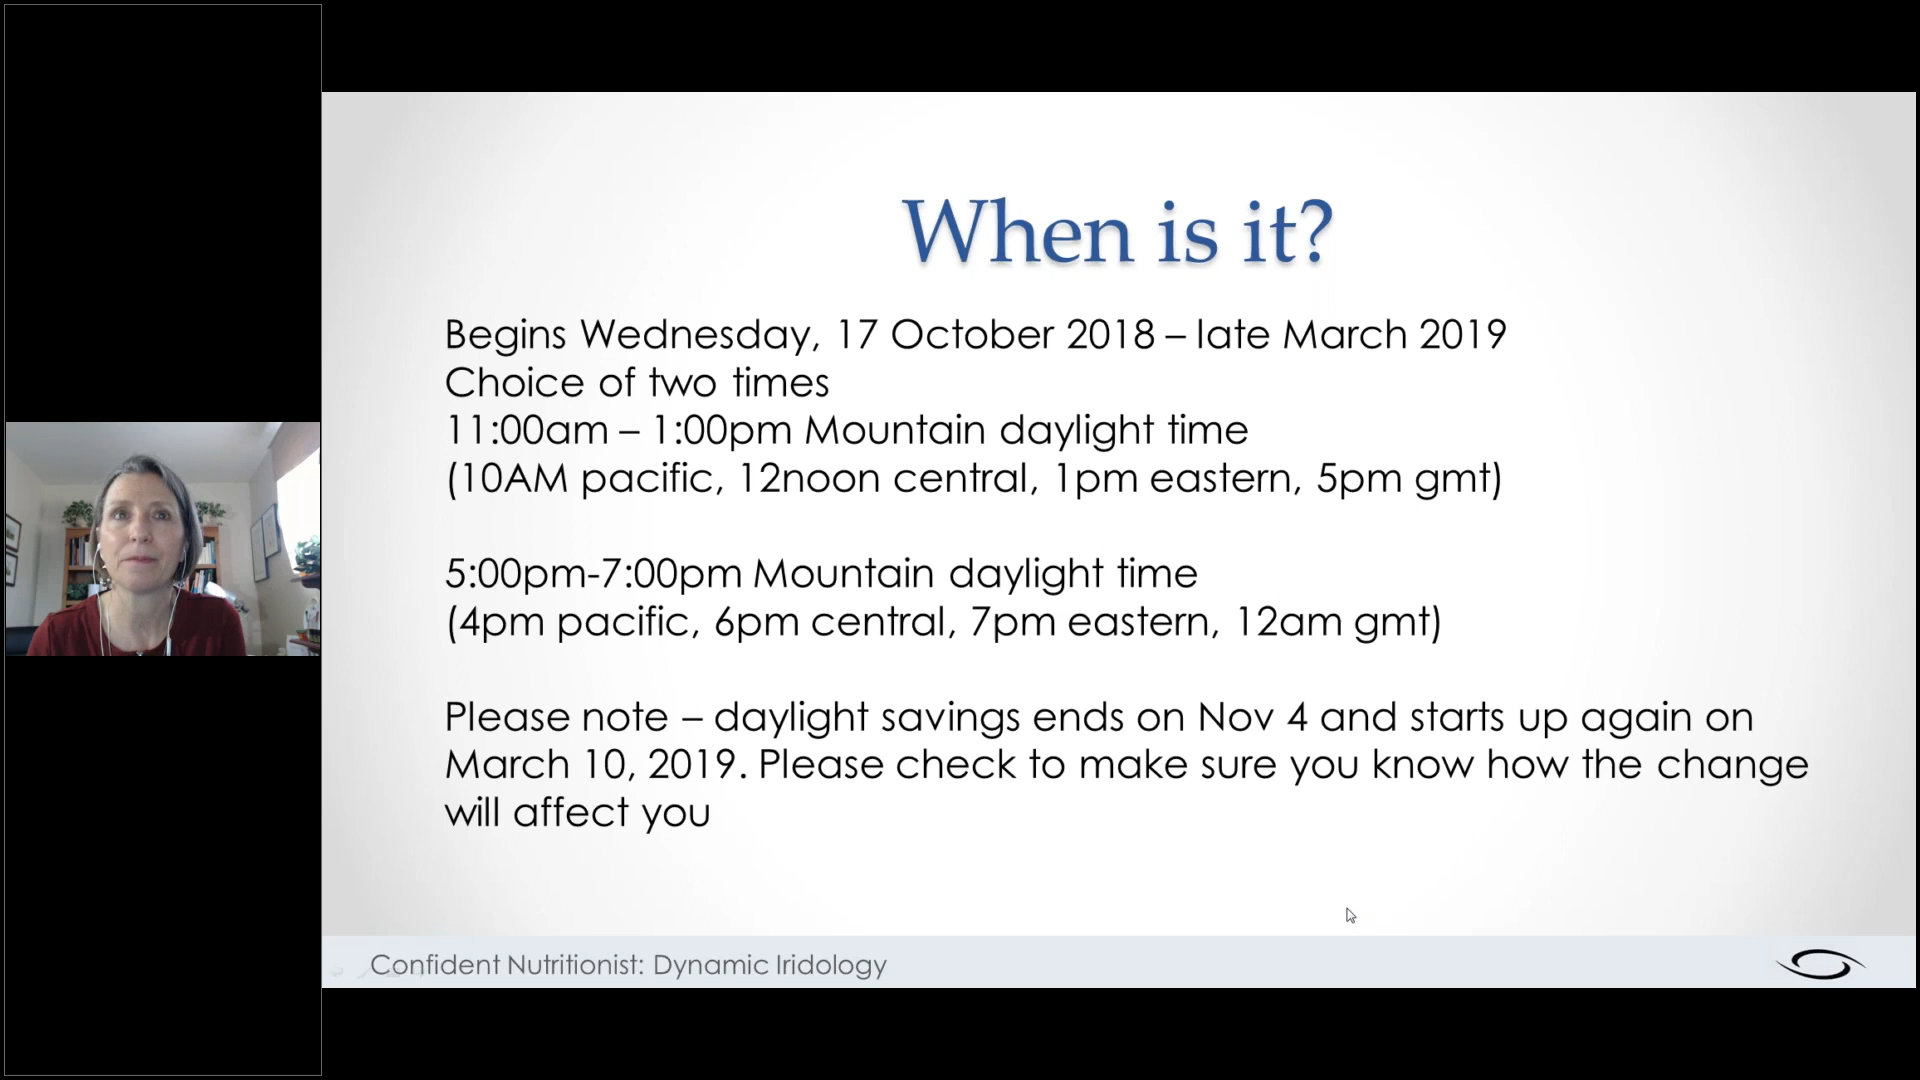 When is it?
Begins Wednesday, 17 October 2018 – late March 2019
Choice of two times
11:00am – 1:00pm Mountain daylight time
(10AM pacific, 12noon central, 1pm eastern, 5pm gmt)
5:00pm-7:00pm Mountain daylight time
(4pm pacific, 6pm central, 7pm eastern, 12am gmt)
Please note – daylight savings ends on Nov 4 and starts up again on
March 10, 2019. Please check to make sure you know how the change
will affect you
Confident Nutritionist: Dynamic Iridology